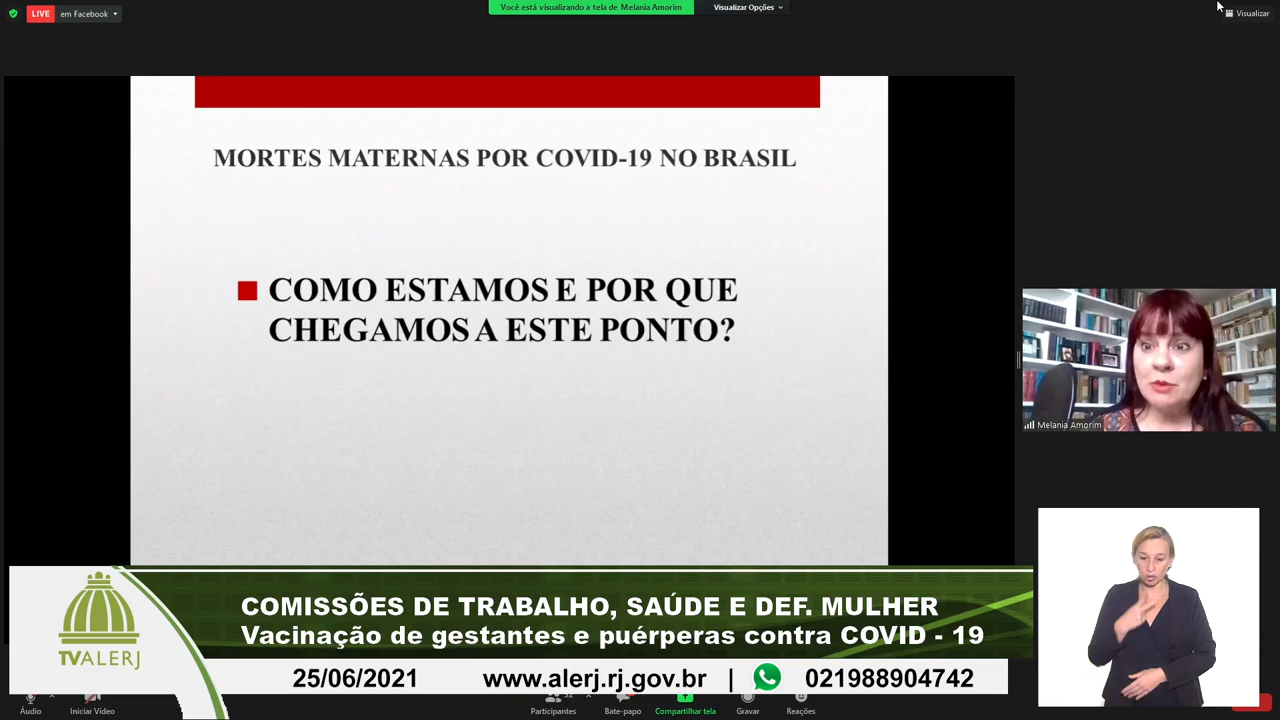 LIVE
em Facebook
Você está visualizando a tela de Melania Amorim
Visualizar Opções
Visualizar
MORTES MATERNAS POR COVID-19 NO BRASIL
COMO ESTAMOS E POR QUE
CHEGAMOS A ESTE PONTO?
Melania Amorim
COMISSÕES DE TRABALHO, SAÚDE E DEF. MULHER
Vacinação de gestantes e puérperas contra COVID - 19
TVALERJ
25/06/2021
www.alerj.rj.gov.br
|
021988904742
Áudio
Iniciar Vídeo
Participantes
Bate-papo
Compartilhar tela
Gravar
Reações